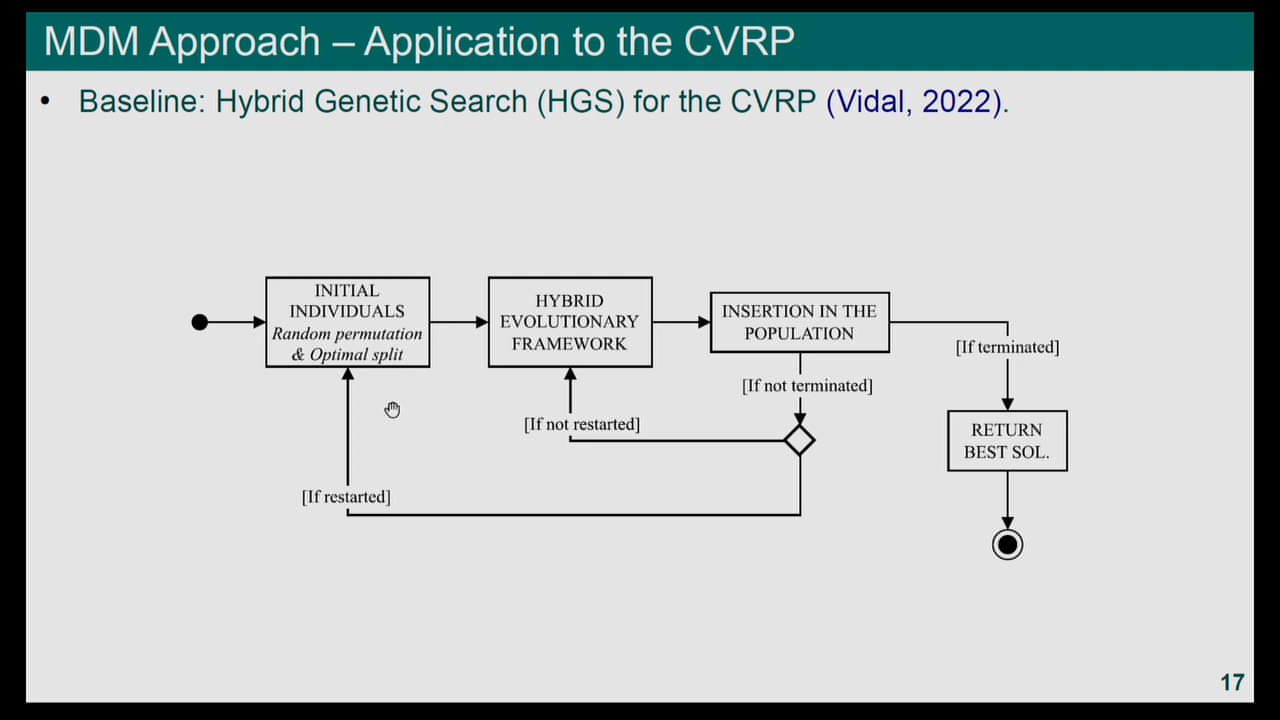 MDM Approach – Application to the CVRP
• Baseline: Hybrid Genetic Search (HGS) for the CVRP (Vidal, 2022).
INITIAL
INDIVIDUALS
Random permutation
& Optimal split
HYBRID
EVOLUTIONARY
FRAMEWORK
INSERTION IN THE
POPULATION
[If terminated]
[If not terminated]
[If not restarted]
RETURN
BEST SOL.
[If restarted]
17